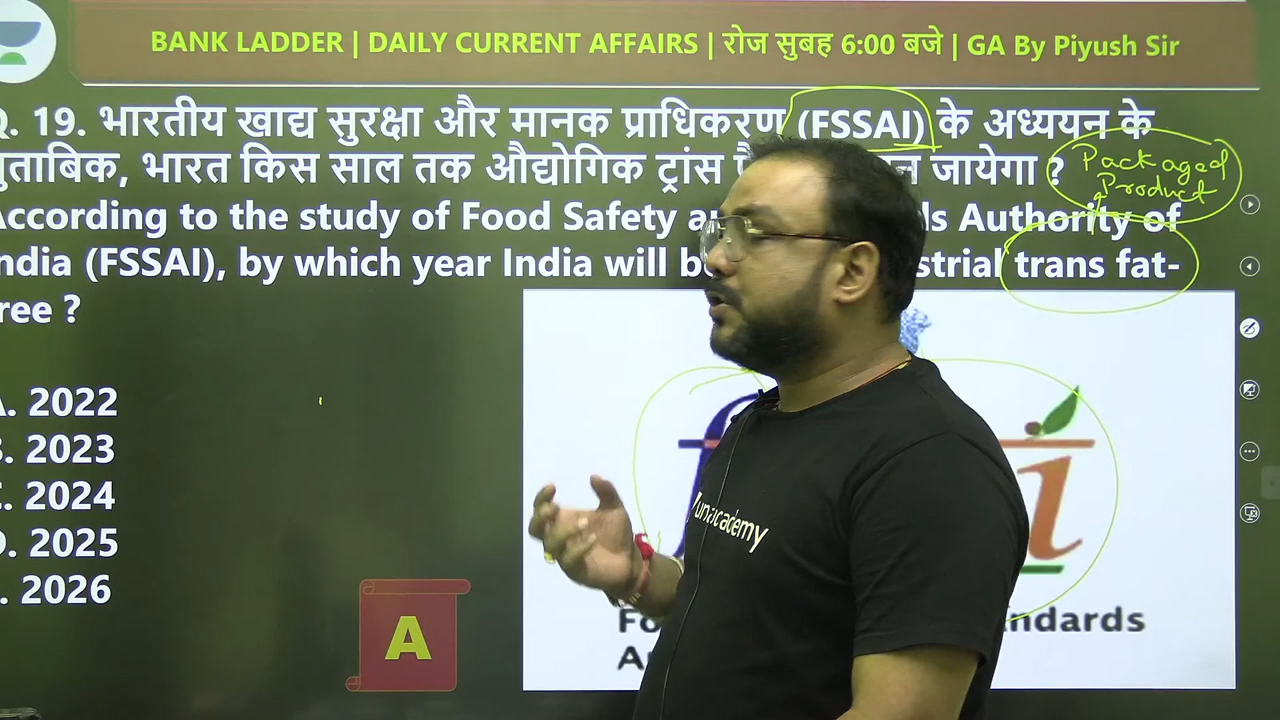 BANK LADDER | DAILY CURRENT AFFAIRS | रोज सुबह 6:00 बजे | GA By Piyush Sir
. 19. भारतीय खाद्य सुरक्षा और मानक प्राधिकरण (FSSAI) के अध्ययन के
मुताबिक, भारत किस साल तक औद्योगिक ट्रांस जायेगा ?
Packaged
Product
According to the study of Food Safety Authority of
India (FSSAI), by which year India will trans fat-
free ?
A. 2022
B. 2023
C. 2024
D. 2025
. 2026
A
unacademy